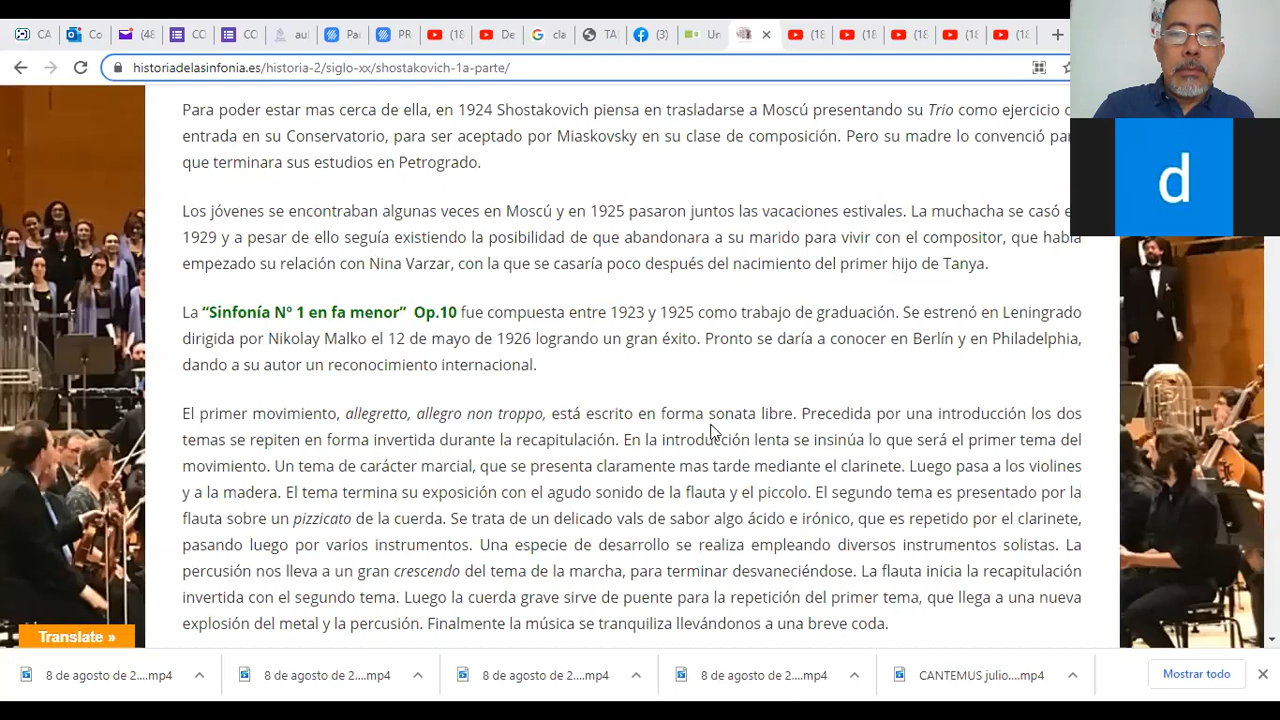 CA Co (48 CC CC au Pai PR (18 De cla TA (3) Un (18 (18 (18 (18 (18
historiadelasinfonia.es/historia-2/siglo-xx/shostakovich-1a-parte/
Para poder estar mas cerca de ella, en 1924 Shostakovich piensa en trasladarse a Moscú presentando su Trio como ejercicio
entrada en su Conservatorio, para ser aceptado por Miaskovsky en su clase de composición. Pero su madre lo convenció
que terminara sus estudios en Petrogrado.
Los jóvenes se encontraban algunas veces en Moscú y en 1925 pasaron juntos las vacaciones estivales. La muchacha se casó
1929 y a pesar de ello seguía existiendo la posibilidad de que abandonara a su marido para vivir con el compositor, que había
empezado su relación con Nina Varzar, con la que se casaría poco después del nacimiento del primer hijo de Tanya.
La “Sinfonía Nº 1 en fa menor” Op.10 fue compuesta entre 1923 y 1925 como trabajo de graduación. Se estrenó en Leningrado
dirigida por Nikolay Malko el 12 de mayo de 1926 logrando un gran éxito. Pronto se daría a conocer en Berlín y en Philadelphia,
dando a su autor un reconocimiento internacional.
El primer movimiento, allegretto, allegro non troppo, está escrito en forma sonata libre. Precedida por una introducción los dos
temas se repiten en forma invertida durante la recapitulación. En la introducción lenta se insinúa lo que será el primer tema del
movimiento. Un tema de carácter marcial, que se presenta claramente mas tarde mediante el clarinete. Luego pasa a los violines
y a la madera. El tema termina su exposición con el agudo sonido de la flauta y el piccolo. El segundo tema es presentado por la
flauta sobre un pizzicato de la cuerda. Se trata de un delicado vals de sabor algo ácido e irónico, que es repetido por el clarinete,
pasando luego por varios instrumentos. Una especie de desarrollo se realiza empleando diversos instrumentos solistas. La
percusión nos lleva a un gran crescendo del tema de la marcha, para terminar desvaneciéndose. La flauta inicia la recapitulación
invertida con el segundo tema. Luego la cuerda grave sirve de puente para la repetición del primer tema, que llega a una nueva
explosión del metal y la percusión. Finalmente la música se tranquiliza llevándonos a una breve coda.
Translate »
d
8 de agosto de 2....mp4 8 de agosto de 2....mp4 8 de agosto de 2....mp4 8 de agosto de 2....mp4 CANTEMUS julio....mp4 Mostrar todo